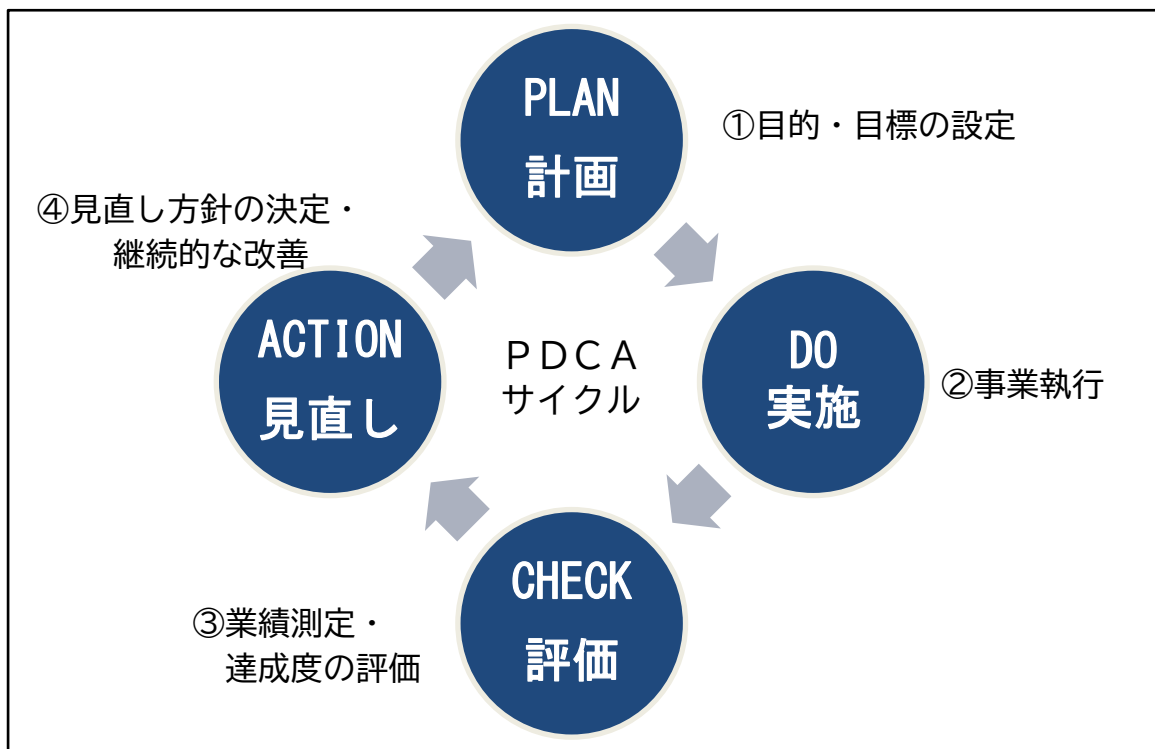 PLAN
計画
①目的・目標の設定
④見直し方針の決定・
継続的な改善
ACTION
見直し
PDCA
サイクル
DO
実施
②事業執行
CHECK
評価
③業績測定・
達成度の評価